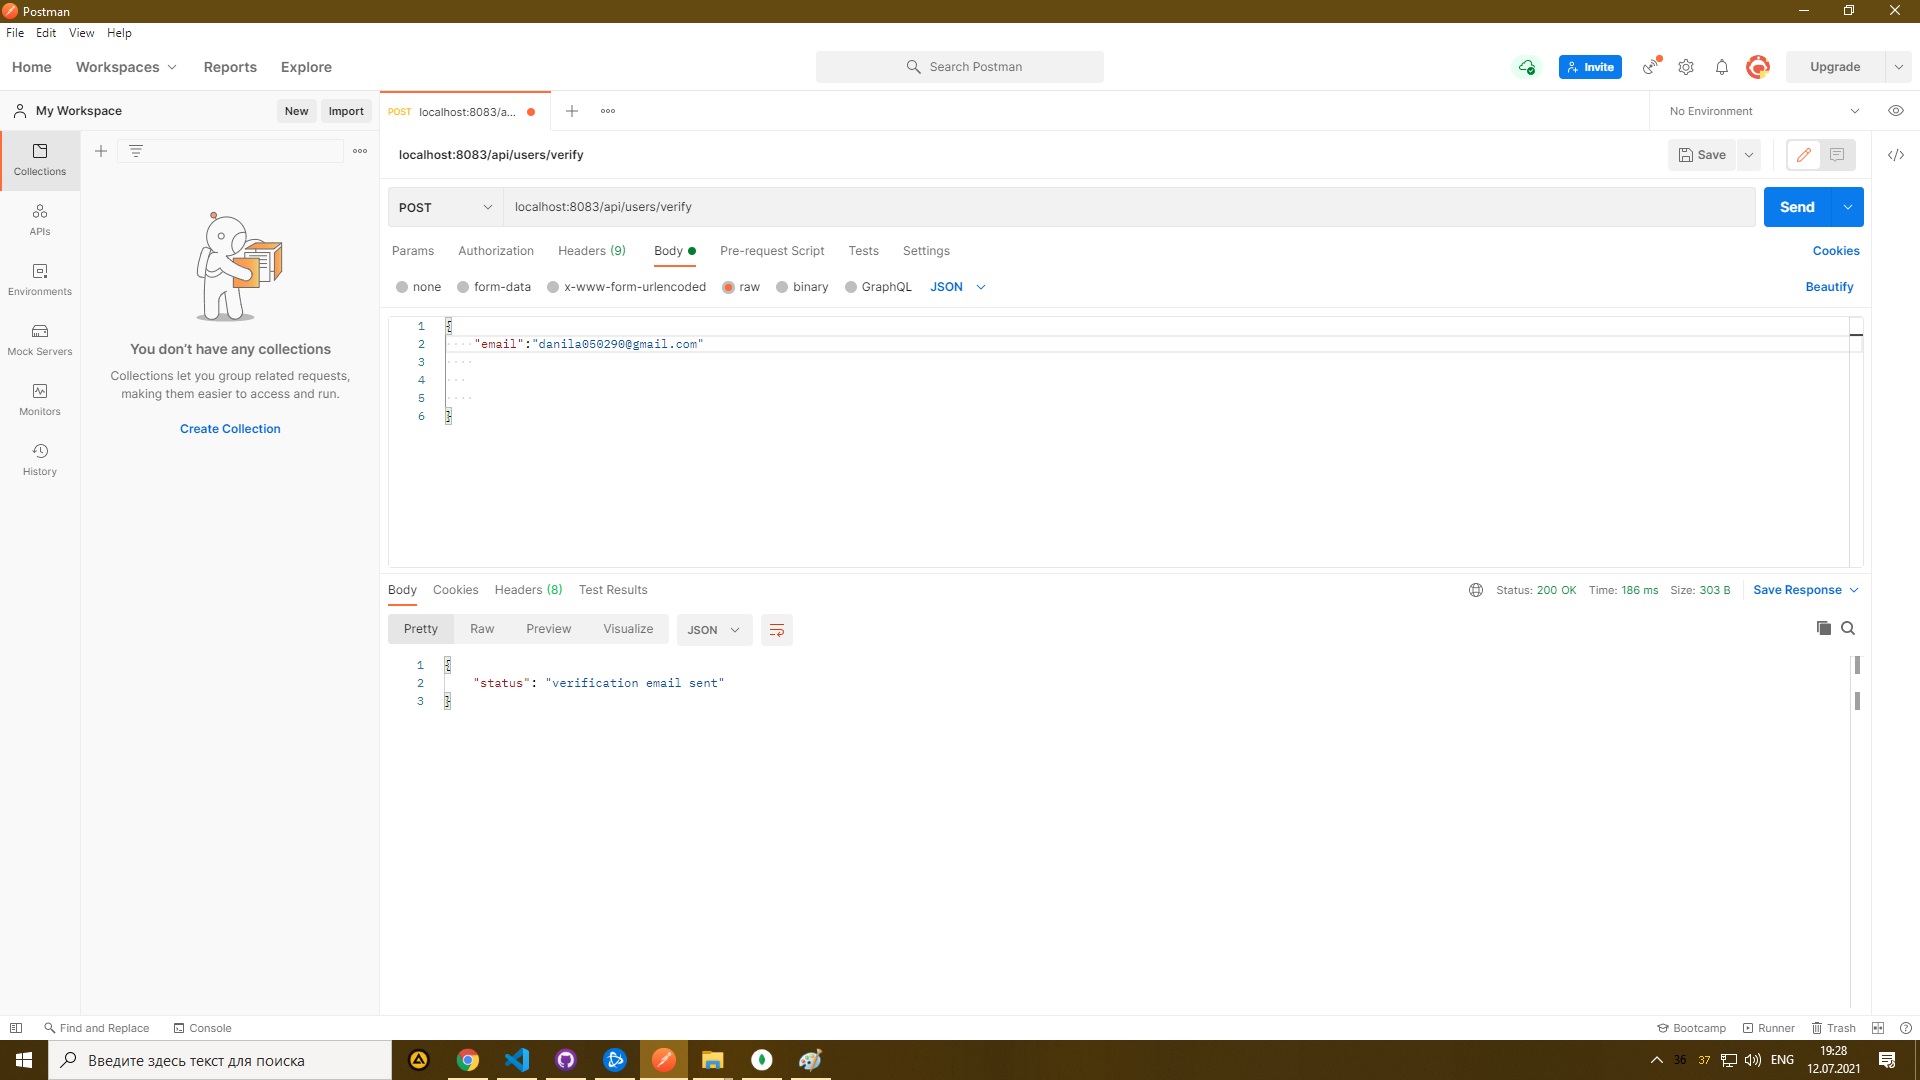 Postman
File Edit View Help
Home Workspaces Reports Explore
Search Postman
Invite
Upgrade
My Workspace
New Import
POST localhost:8083/a...
No Environment
Collections
APIs
Environments
Mock Servers
Monitors
History
You don't have any collections
Collections let you group related requests,
making them easier to access and run.
Create Collection
localhost:8083/api/users/verify
Save
POST localhost:8083/api/users/verify
Send
Params Authorization Headers (9) Body Pre-request Script Tests Settings
Cookies
none form-data x-www-form-urlencoded raw binary GraphQL JSON
Beautify
1 {
2 "email":"danila050290@gmail.com"
3
4
5
6 }
Body Cookies Headers (8) Test Results
Status: 200 OK Time: 186 ms Size: 303 B Save Response
Pretty Raw Preview Visualize JSON
1 {
2 "status": "verification email sent"
3 }
Find and Replace Console
Bootcamp Runner Trash
Введите здесь текст для поиска
36 37 ENG
19:28
12.07.2021